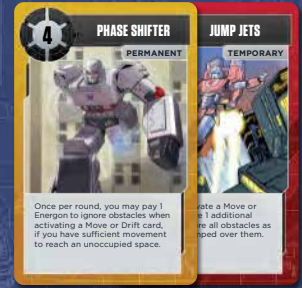 4
PHASE SHIFTER
PERMANENT
Once per round, you may pay 1
Energon to ignore obstacles when
activating a Move or Drift card,
if you have sufficient movement
to reach an unoccupied space.
JUMP JETS
TEMPORARY
vate a Move or
e 1 additional
re all obstacles as
mped over them.